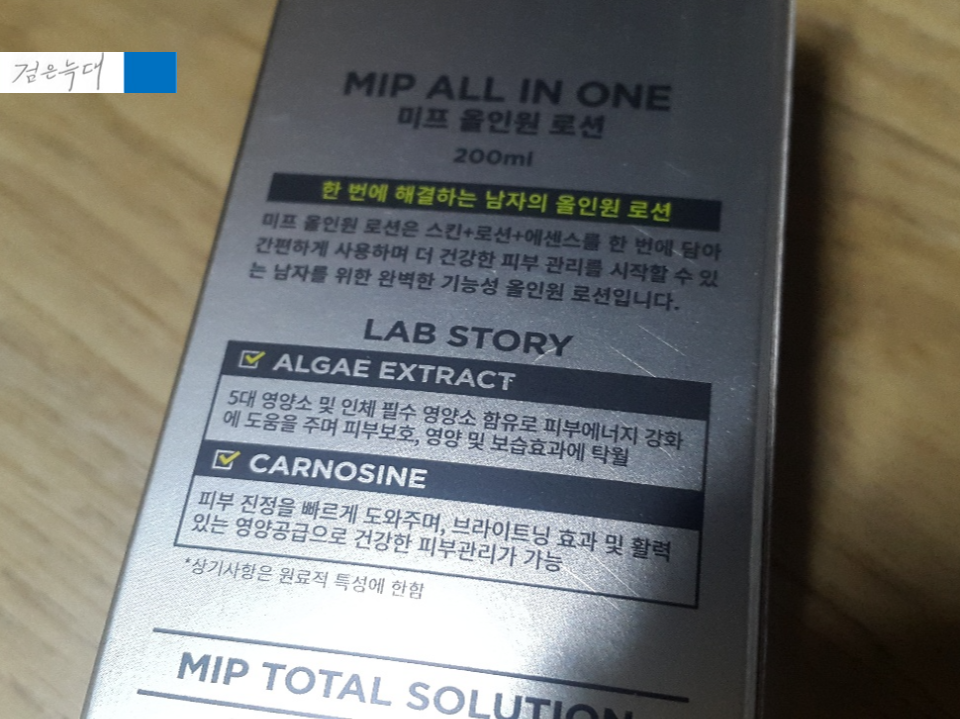 검은늑대
MIP ALL IN ONE
미프 올인원 로션
200ml
한 번에 해결하는 남자의 올인원 로션
미프 올인원 로션은 스킨+로션+에센스를 한 번에 담아
간편하게 사용하며 더 건강한 피부 관리를 시작할 수 있
는 남자를 위한 완벽한 기능성 올인원 로션입니다.
LAB STORY
ALGAE EXTRACT
5대 영양소 및 인체 필수 영양소 함유로 피부에너지 강화
에 도움을 주며 피부보호, 영양 및 보습효과에 탁월
CARNOSINE
피부 진정을 빠르게 도와주며, 브라이트닝 효과 및 활력
있는 영양공급으로 건강한 피부관리가 가능
*상기사항은 원료적 특성에 한함
MIP TOTAL SOLUTION